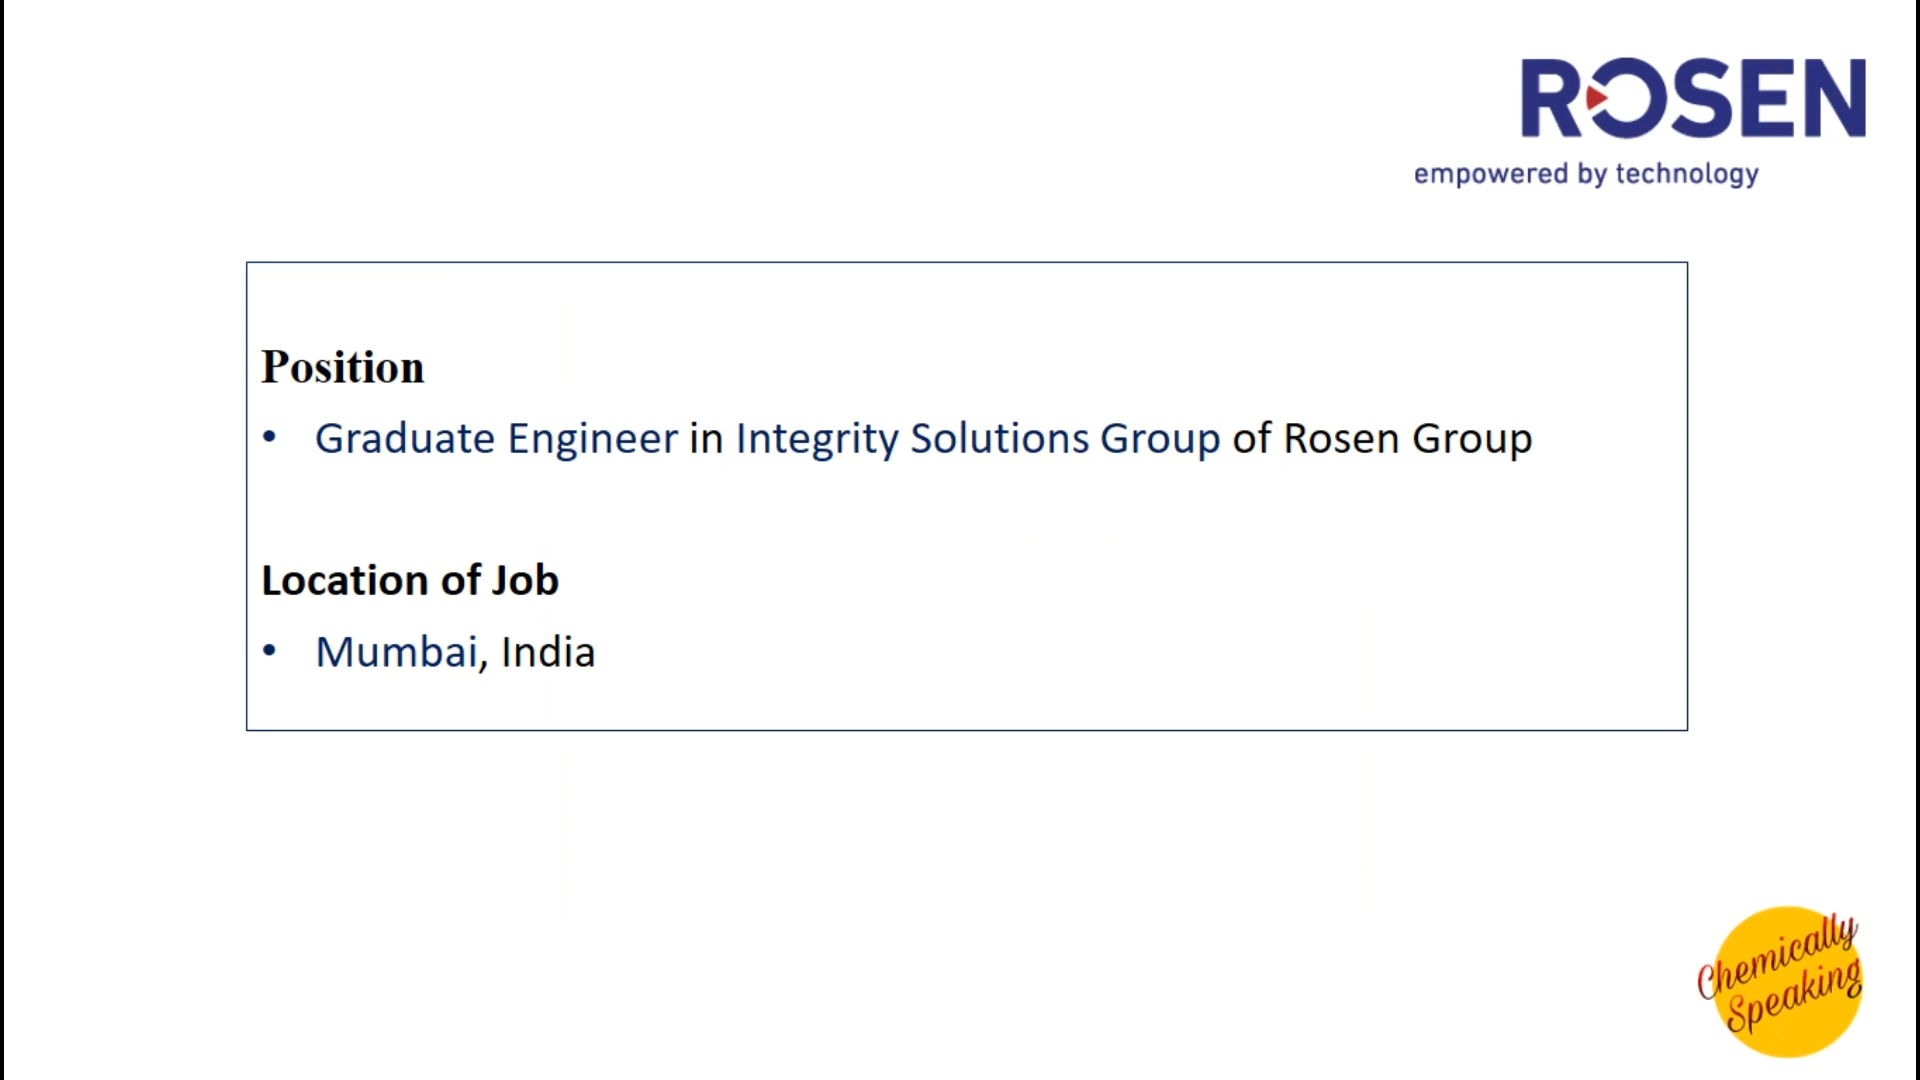 ROSEN
empowered by technology
Position
• Graduate Engineer in Integrity Solutions Group of Rosen Group
Location of Job
• Mumbai, India
Chemically
Speaking